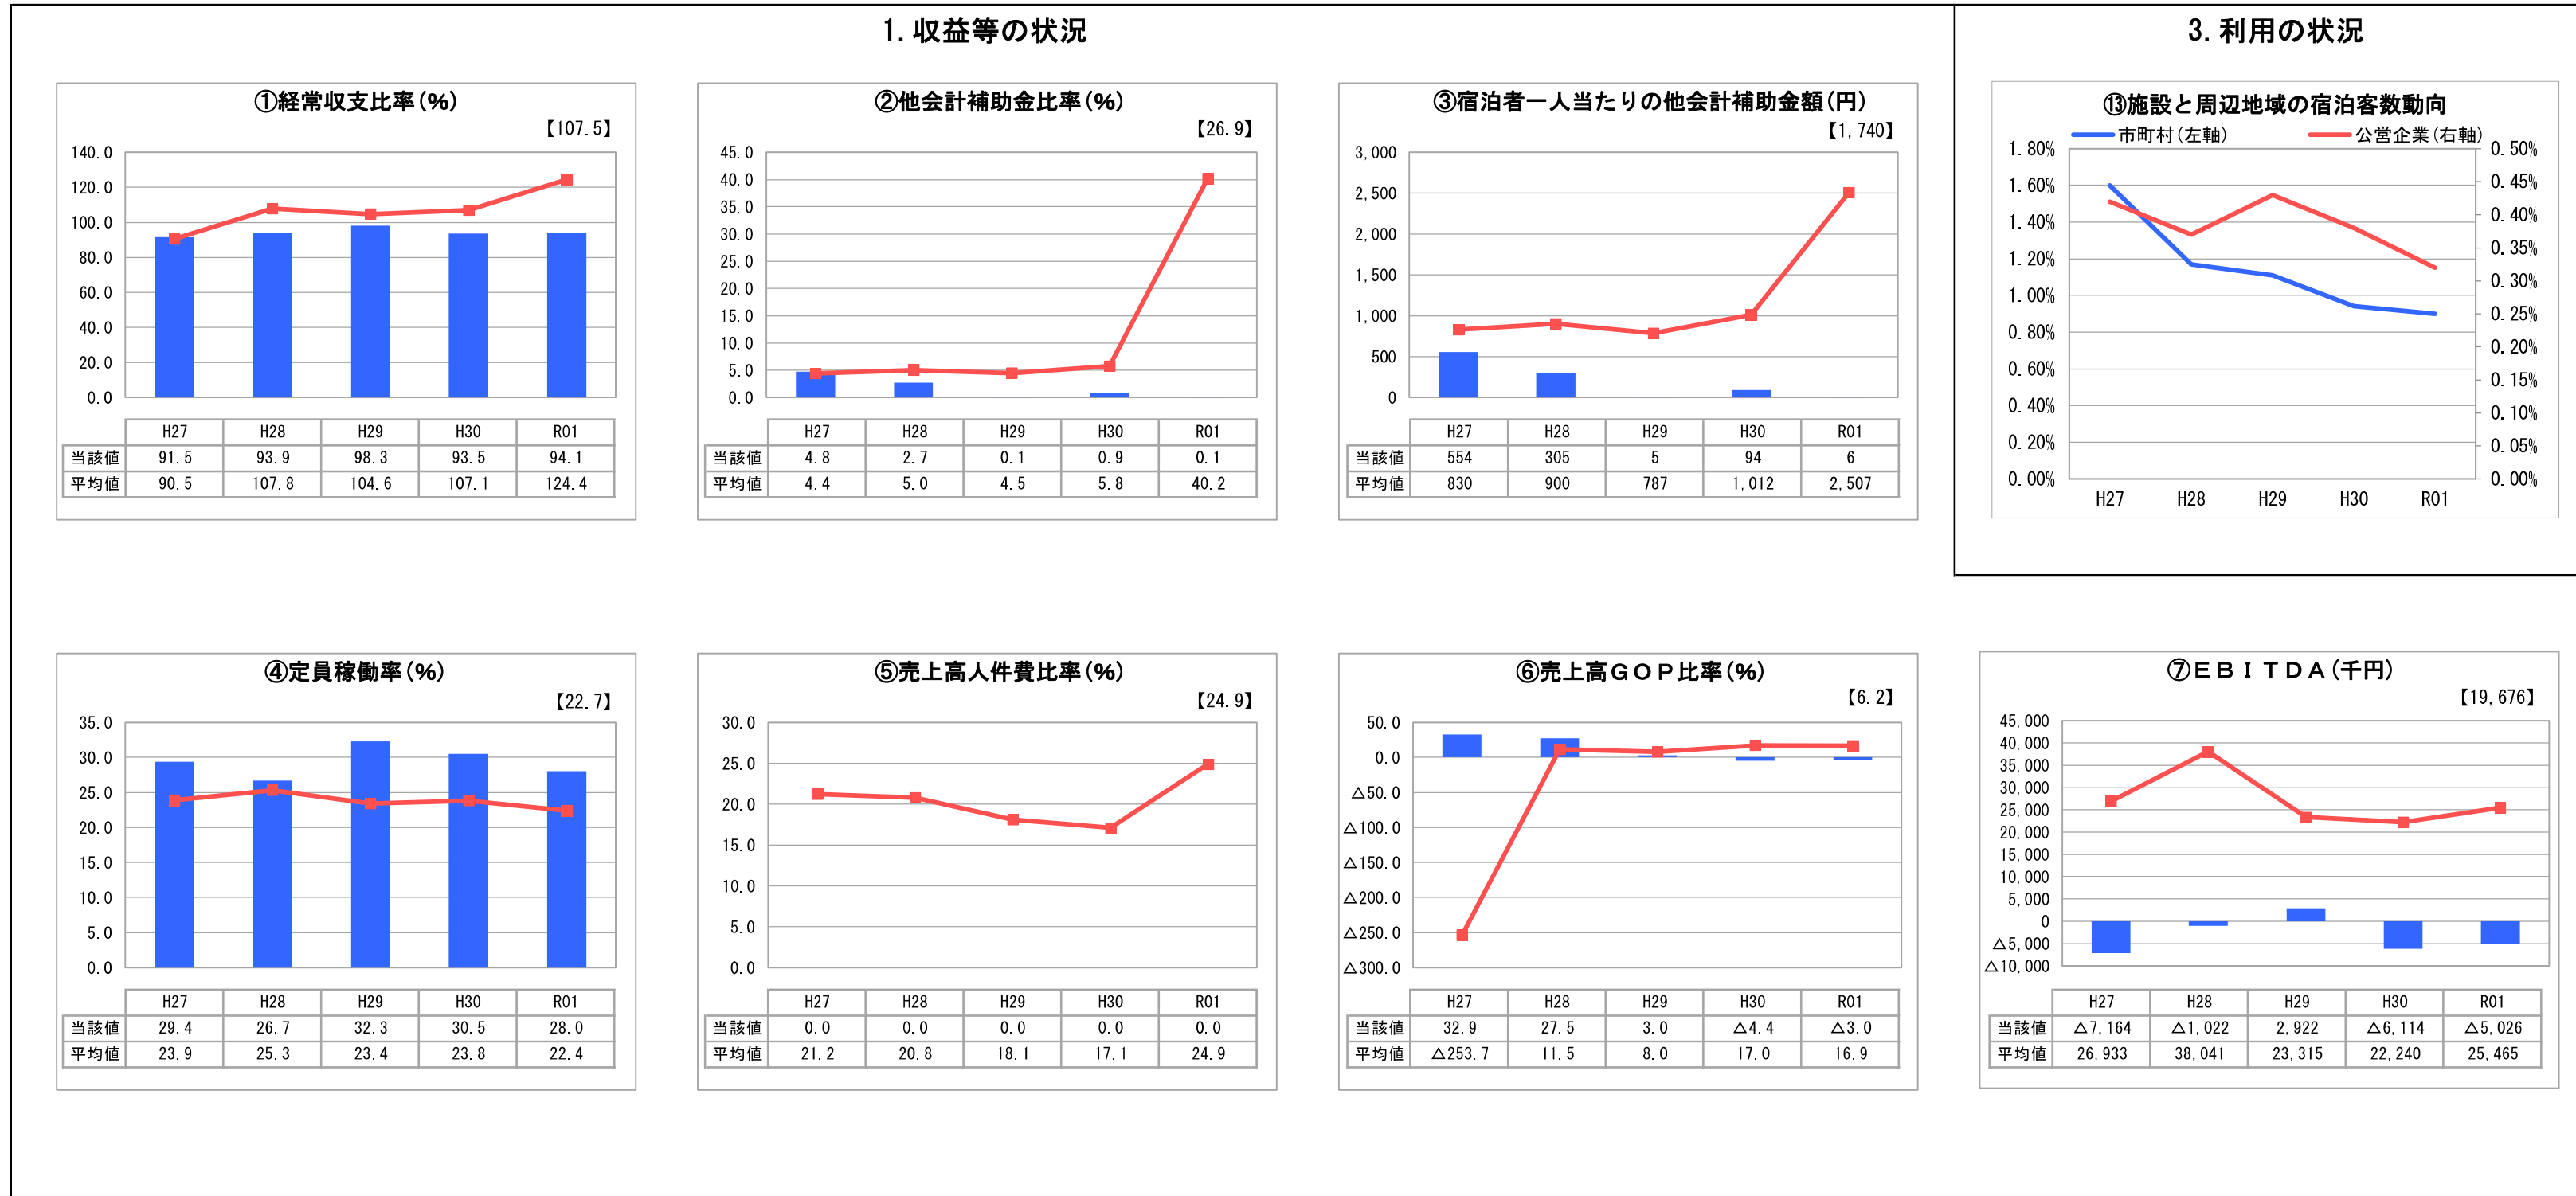 1. 収益等の状況
3. 利用の状況
①経常収支比率(%)
【107.5】
140.0
120.0
100.0
80.0
60.0
40.0
20.0
0.0
H27 H28 H29 H30 R01
当該値 91.5 93.9 98.3 93.5 94.1
平均値 90.5 107.8 104.6 107.1 124.4
②他会計補助金比率(%)
【26.9】
45.0
40.0
35.0
30.0
25.0
20.0
15.0
10.0
5.0
0.0
H27 H28 H29 H30 R01
当該値 4.8 2.7 0.1 0.9 0.1
平均値 4.4 5.0 4.5 5.8 40.2
③宿泊者一人当たりの他会計補助金額(円)
【1,740】
3,000
2,500
2,000
1,500
1,000
500
0
H27 H28 H29 H30 R01
当該値 554 305 5 94 6
平均値 830 900 787 1,012 2,507
⑬施設と周辺地域の宿泊客数動向
市町村(左軸) 公営企業(右軸)
1.80% 0.50%
1.60% 0.45%
1.40% 0.40%
1.20% 0.35%
1.00% 0.30%
0.80% 0.25%
0.60% 0.20%
0.40% 0.15%
0.20% 0.10%
0.00% 0.05%
0.00%
H27 H28 H29 H30 R01
④定員稼働率(%)
【22.7】
35.0
30.0
25.0
20.0
15.0
10.0
5.0
0.0
H27 H28 H29 H30 R01
当該値 29.4 26.7 32.3 30.5 28.0
平均値 23.9 25.3 23.4 23.8 22.4
⑤売上高人件費比率(%)
【24.9】
30.0
25.0
20.0
15.0
10.0
5.0
0.0
H27 H28 H29 H30 R01
当該値 0.0 0.0 0.0 0.0 0.0
平均値 21.2 20.8 18.1 17.1 24.9
⑥売上高ＧＯＰ比率(%)
【6.2】
50.0
0.0
△50.0
△100.0
△150.0
△200.0
△250.0
△300.0
H27 H28 H29 H30 R01
当該値 32.9 27.5 3.0 △4.4 △3.0
平均値 △253.7 11.5 8.0 17.0 16.9
⑦ＥＢＩＴＤＡ(千円)
【19,676】
45,000
40,000
35,000
30,000
25,000
20,000
15,000
10,000
5,000
0
△5,000
△10,000
H27 H28 H29 H30 R01
当該値 △7,164 △1,022 2,922 △6,114 △5,026
平均値 26,933 38,041 23,315 22,240 25,465